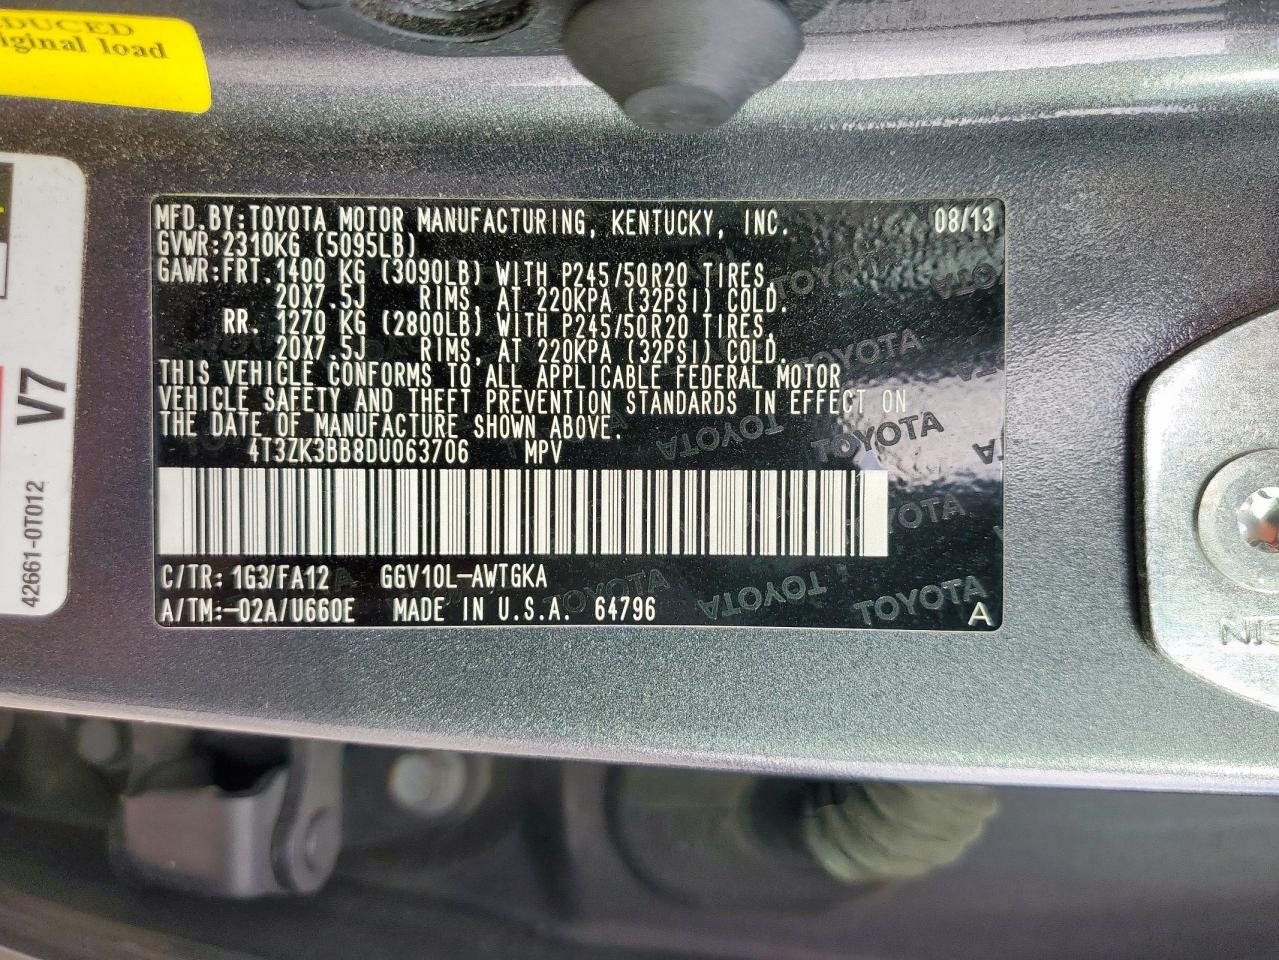 EDUCED
iginal load
V7
42661-0T012
MFD.BY:TOYOTA MOTOR MANUFACTURING, KENTUCKY, INC. 08/13
GVWR:2310KG (5095LB)
GAWR:FRT. 1400 KG (3090LB) WITH P245/50R20 TIRES,
20X7.5J RIMS, AT 220KPA (32PSI) COLD.
RR. 1270 KG (2800LB) WITH P245/50R20 TIRES,
20X7.5J RIMS, AT 220KPA (32PSI) COLD.
THIS VEHICLE CONFORMS TO ALL APPLICABLE FEDERAL MOTOR
VEHICLE SAFETY AND THEFT PREVENTION STANDARDS IN EFFECT ON
THE DATE OF MANUFACTURE SHOWN ABOVE.
4T3ZK3BB8DU063706 MPV
C/TR: 1G3/FA12 GGV10L-AWTGKA
A/TM:-02A/U660E MADE IN U.S.A. 64796
A
TOYOTA
TOYOTA
TOYOTA
TOYOTA
TOYOTA
TOYOTA
NIS